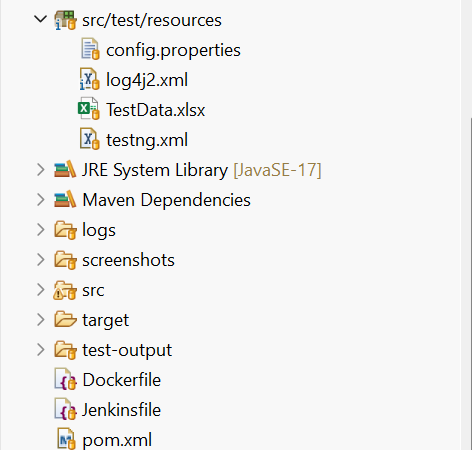 src/test/resources
config.properties
log4j2.xml
TestData.xlsx
testng.xml
JRE System Library [JavaSE-17]
Maven Dependencies
logs
screenshots
src
target
test-output
Dockerfile
Jenkinsfile
pom.xml